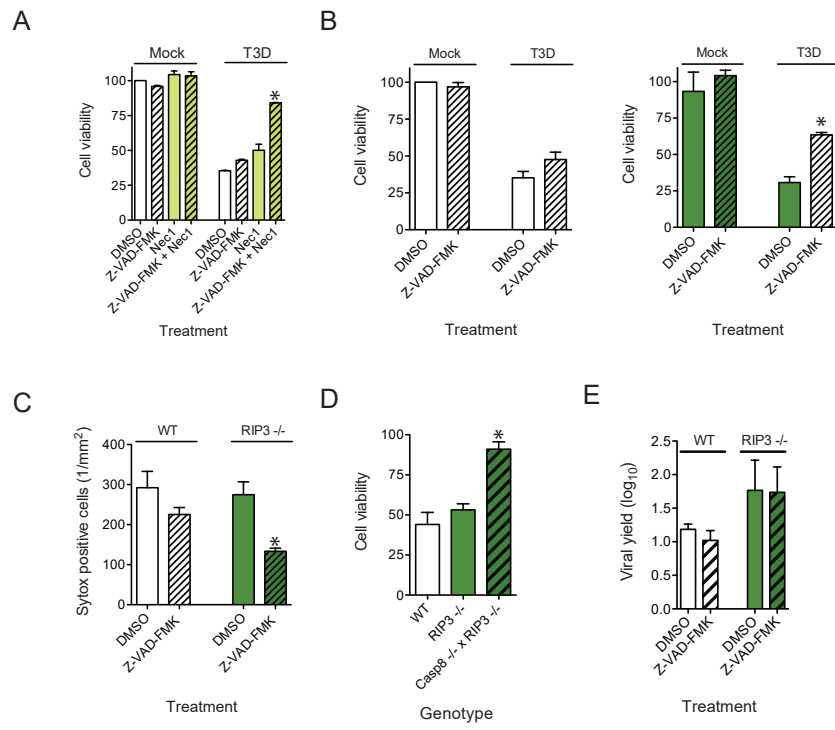 A
Mock
T3D
Cell viability
100
75
50
25
0
DMSO
Z-VAD-FMK
Nec1
Z-VAD-FMK + Nec1
DMSO
Z-VAD-FMK
Nec1
Z-VAD-FMK + Nec1
*
Treatment
B
Mock
T3D
Cell viability
100
75
50
25
0
DMSO
Z-VAD-FMK
DMSO
Z-VAD-FMK
Treatment
Mock
T3D
Cell viability
100
75
50
25
0
*
DMSO
Z-VAD-FMK
DMSO
Z-VAD-FMK
Treatment
C
WT
RIP3 -/-
Sytox positive cells (1/mm²)
400
300
200
100
0
*
DMSO
Z-VAD-FMK
DMSO
Z-VAD-FMK
Treatment
D
Cell viability
100
75
50
25
0
*
WT
RIP3 -/-
Casp8 -/- x RIP3 -/-
Genotype
E
WT
RIP3 -/-
Viral yield (log₁₀)
2.5
2.0
1.5
1.0
0.5
0.0
DMSO
Z-VAD-FMK
DMSO
Z-VAD-FMK
Treatment